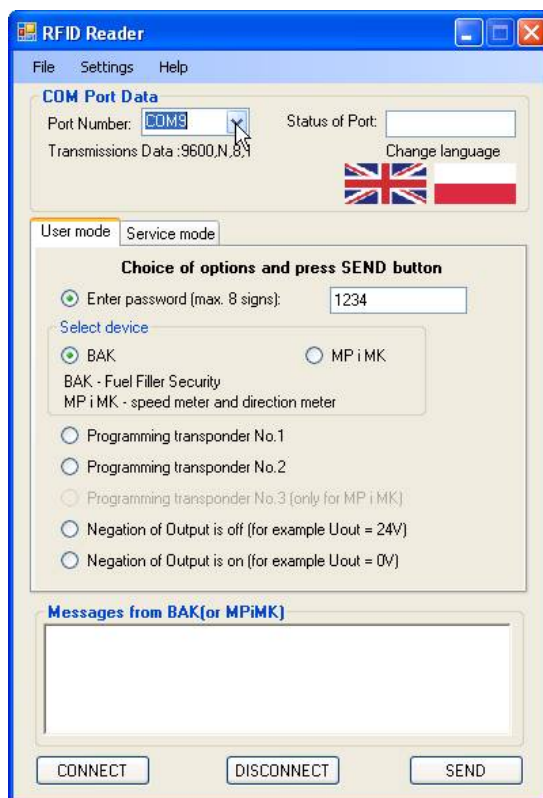 RFID Reader
File Settings Help
COM Port Data
Port Number: COM9 Status of Port:
Transmissions Data :9600,N,8,1 Change language
User mode Service mode
Choice of options and press SEND button
Enter password (max. 8 signs): 1234
Select device
BAK MP i MK
BAK - Fuel Filler Security
MP i MK - speed meter and direction meter
Programming transponder No.1
Programming transponder No.2
Programming transponder No.3 (only for MP i MK)
Negation of Output is off (for example Uout = 24V)
Negation of Output is on (for example Uout = 0V)
Messages from BAK(or MPiMK)
CONNECT DISCONNECT SEND